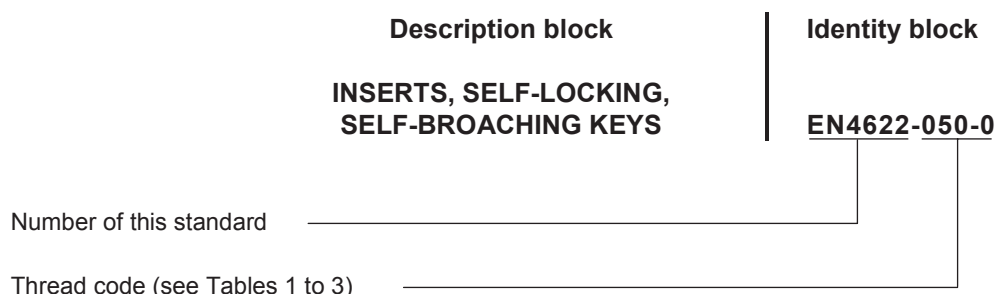 Description block
Identity block
INSERTS, SELF-LOCKING,
SELF-BROACHING KEYS
EN4622-050-0
Number of this standard
Thread code (see Tables 1 to 3)